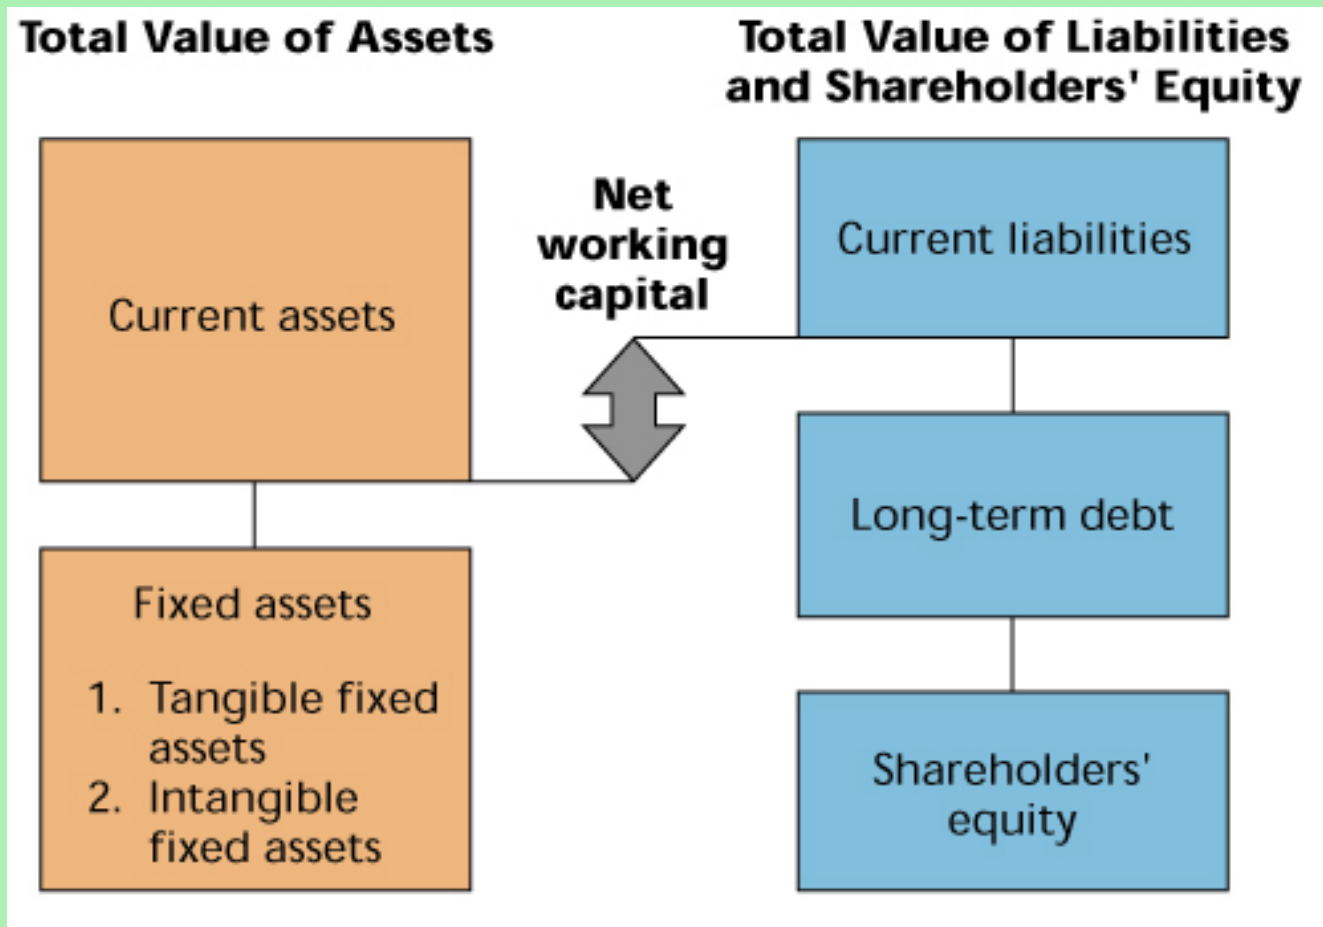 Total Value of Assets
Total Value of Liabilities
and Shareholders' Equity
Current assets
Fixed assets
1. Tangible fixed
assets
2. Intangible
fixed assets
Net
working
capital
Current liabilities
Long-term debt
Shareholders'
equity